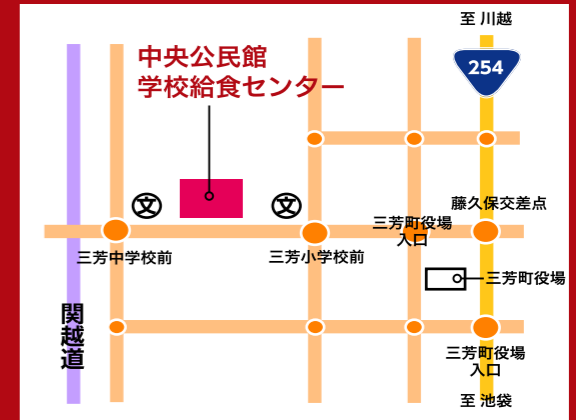 至 川越
254
中央公民館
学校給食センター
文
文
藤久保交差点
三芳町役場
入口
三芳中学校前
三芳小学校前
三芳町役場
関越道
三芳町役場
入口
至 池袋